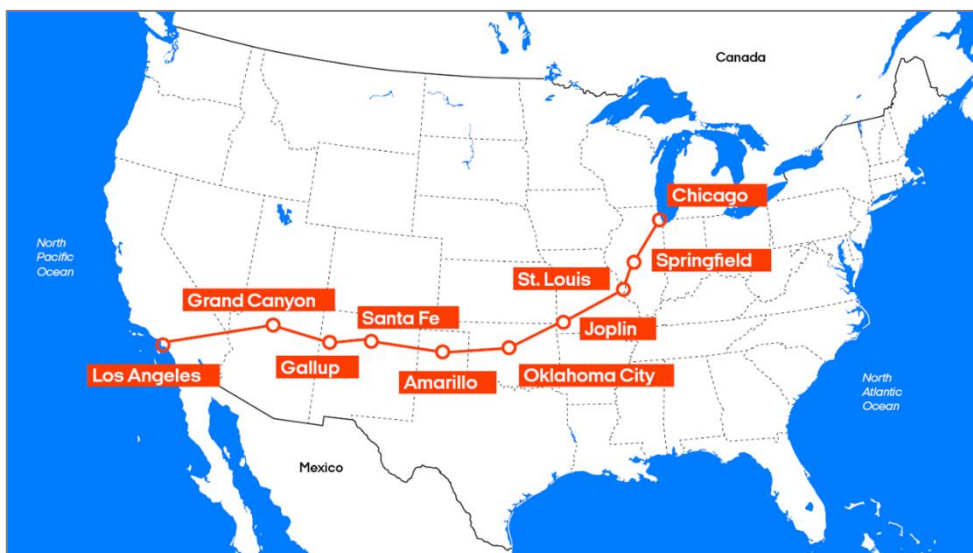 Canada
Chicago
North
Pacific
Ocean
Springfield
St. Louis
Grand Canyon
Santa Fe
Joplin
Gallup
Los Angeles
Amarillo
Oklahoma City
North
Atlantic
Ocean
Mexico